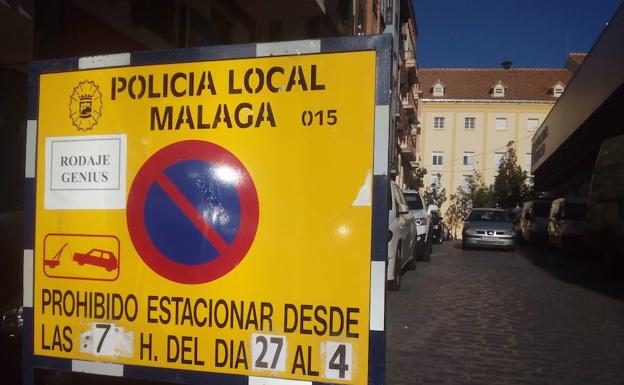 POLICIA LOCAL
MALAGA 015
RODAJE
GENIUS
PROHIBIDO ESTACIONAR DESDE
LAS 7 H. DEL DIA 27 AL 4